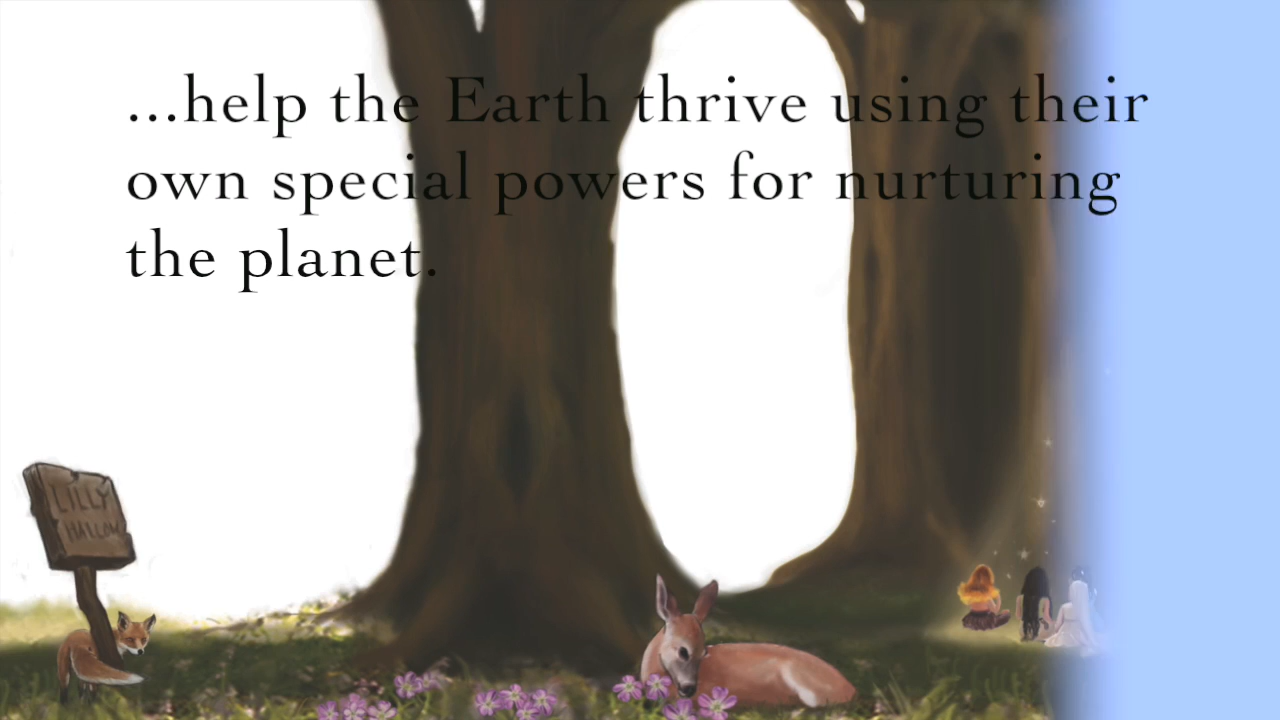 ...help the Earth thrive using their
own special powers for nurturing
the planet.
LILLY
HALLOW